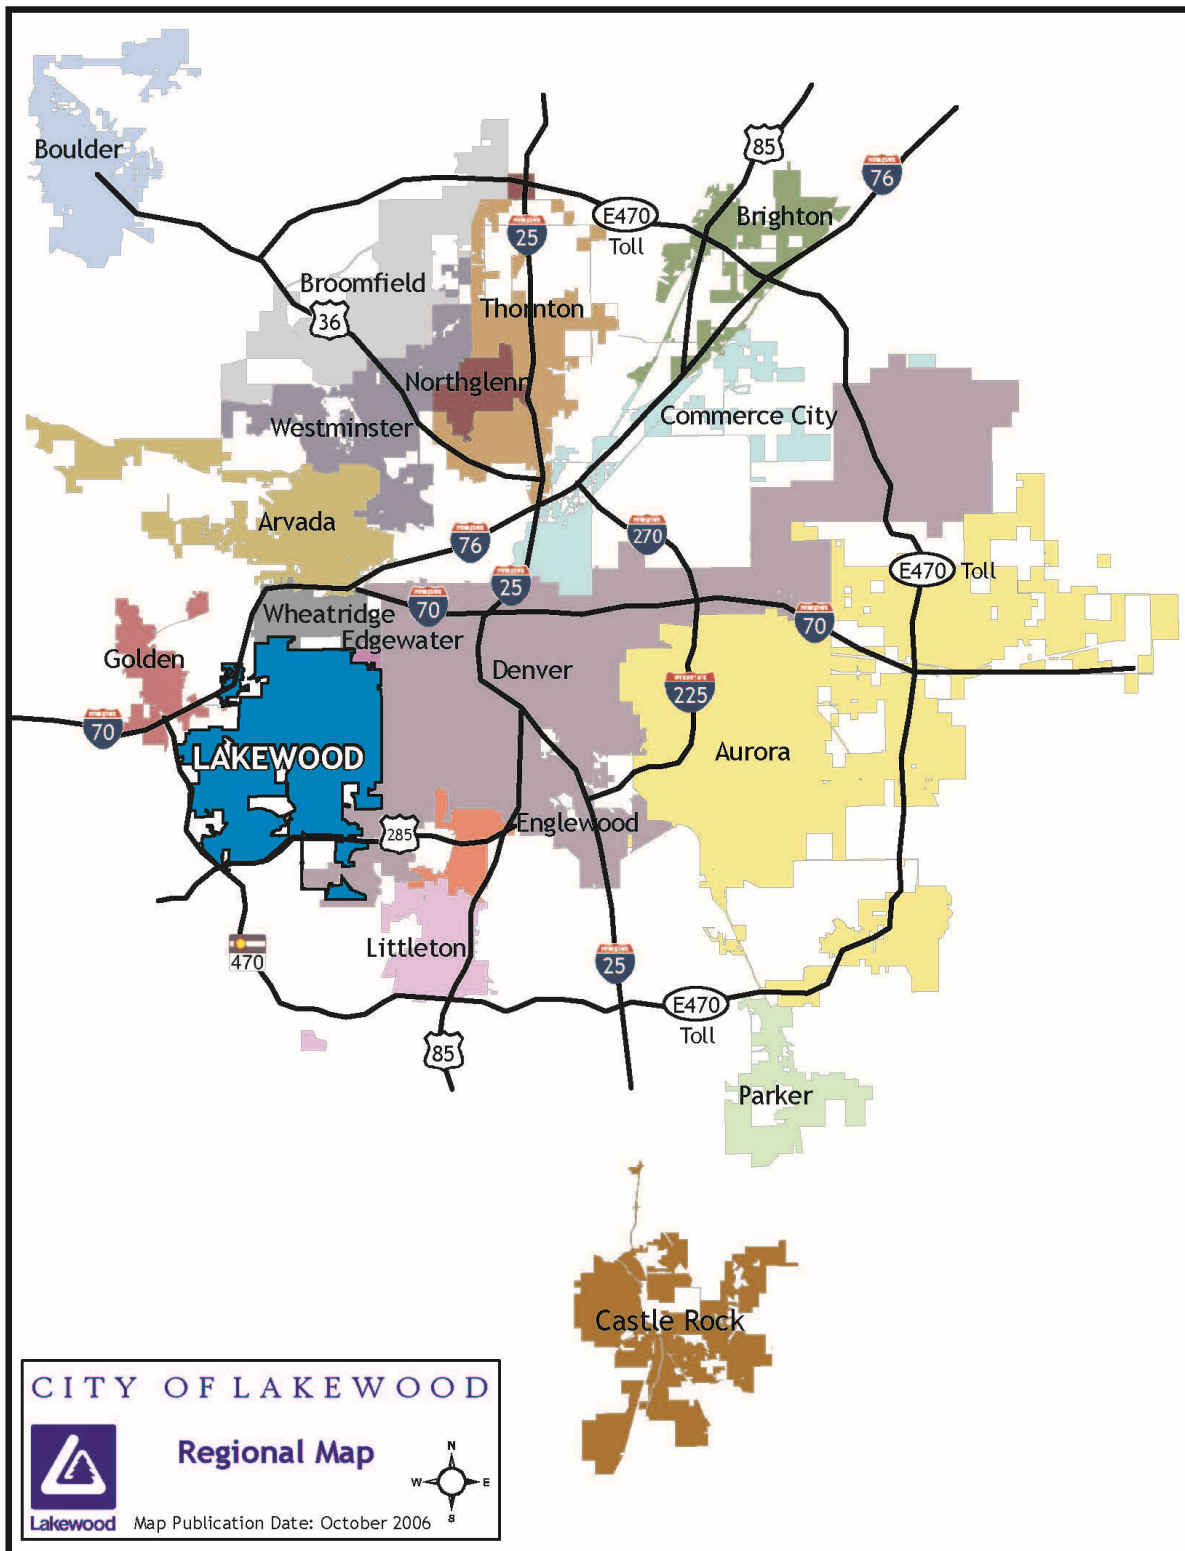 Boulder
85
76
Brighton
E470
Toll
25
Broomfield
36
Thornton
Northglenn
Westminster
Commerce City
Arvada
76
270
25
E470 Toll
Wheatridge
70
70
Edgewater
Golden
Denver
225
70
LAKEWOOD
Aurora
285
Englewood
Littleton
470
25
E470
Toll
85
Parker
Castle Rock
CITY OF LAKEWOOD
Regional Map
N
W E
S
Lakewood
Map Publication Date: October 2006